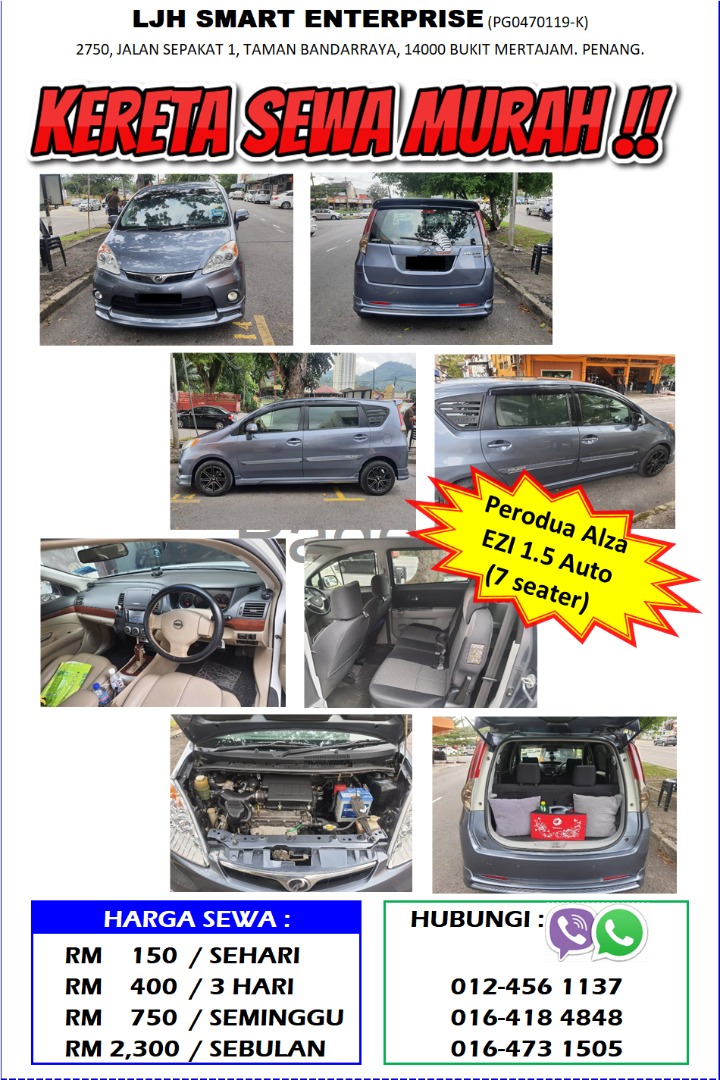 LJH SMART ENTERPRISE (PG0470119-K)
2750, JALAN SEPAKAT 1, TAMAN BANDARRAYA, 14000 BUKIT MERTAJAM. PENANG.
KERETA SEWA MURAH !!
Perodua Alza
EZI 1.5 Auto
(7 seater)
HARGA SEWA :
RM 150 / SEHARI
RM 400 / 3 HARI
RM 750 / SEMINGGU
RM 2,300 / SEBULAN
HUBUNGI :
012-456 1137
016-418 4848
016-473 1505